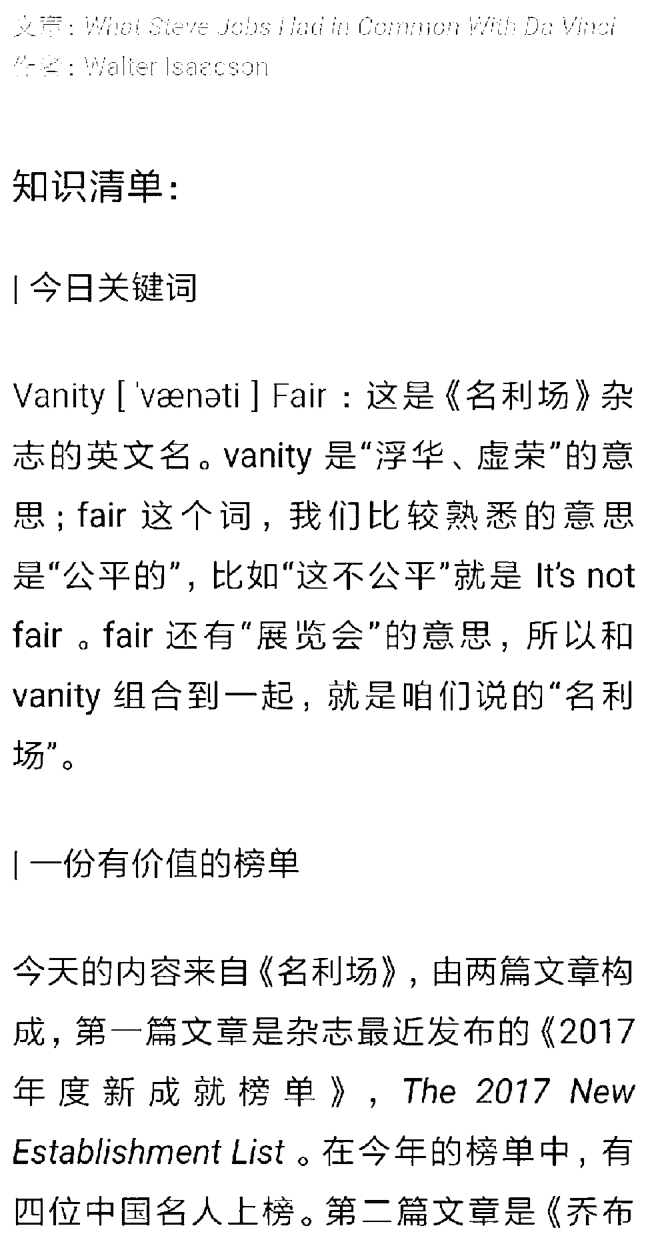 文章: What Steve Jobs Had in Common With Da Vinci
作者: Walter Isaacson
知识清单:
| 今日关键词
Vanity [ ˈvænəti ] Fair : 这是《名利场》杂
志的英文名。vanity 是“浮华、虚荣”的意
思; fair 这个词, 我们比较熟悉的意思
是“公平的”, 比如“这不公平”就是 It's not
fair 。fair 还有“展览会”的意思, 所以和
vanity 组合到一起, 就是咱们说的“名利
场”。
| 一份有价值的榜单
今天的内容来自《名利场》, 由两篇文章构
成, 第一篇文章是杂志最近发布的《2017
年度新成就榜单》, The 2017 New
Establishment List 。在今年的榜单中, 有
四位中国名人上榜。第二篇文章是《乔布